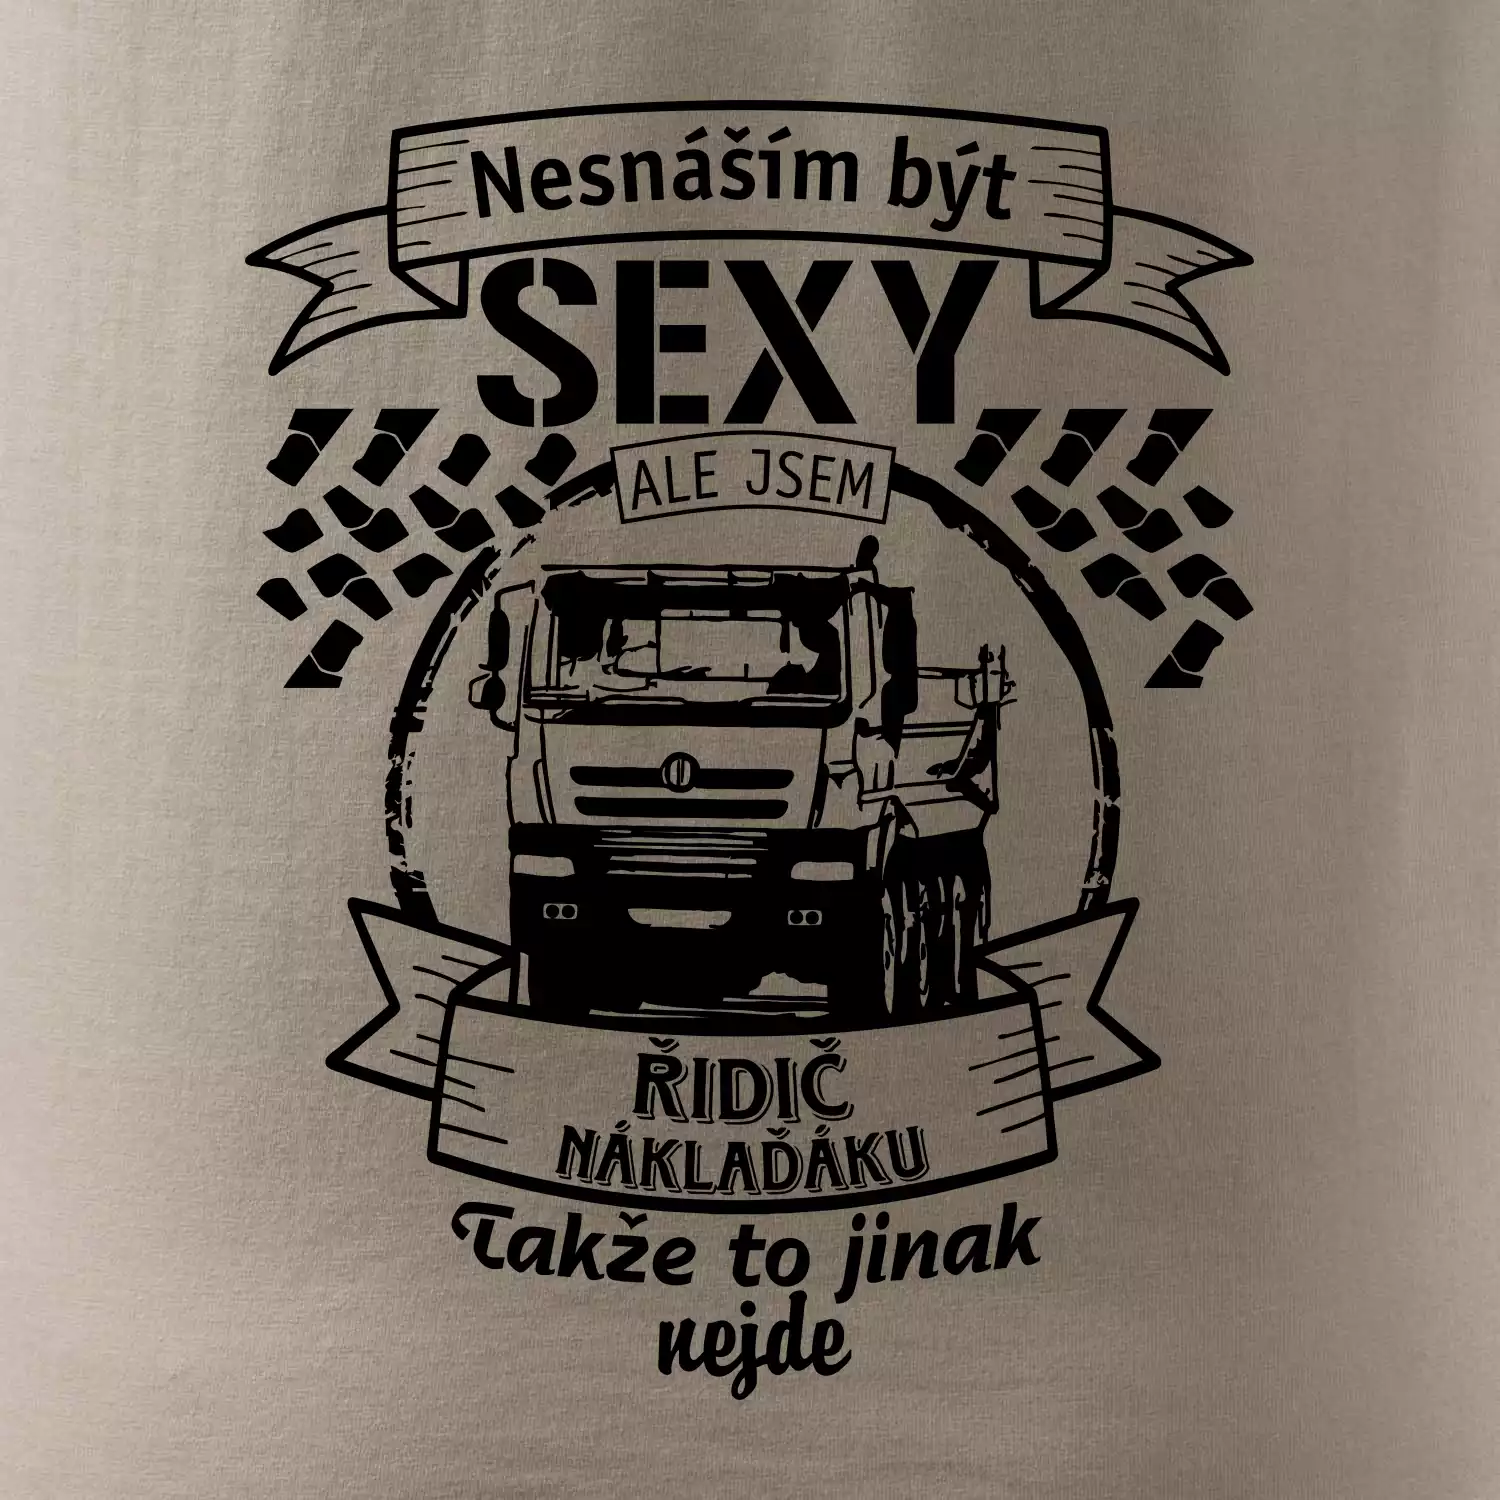 Nesnáším být
SEXY
ALE JSEM
ŘIDIČ
NÁKLAĎÁKU
Takže to jinak
nejde